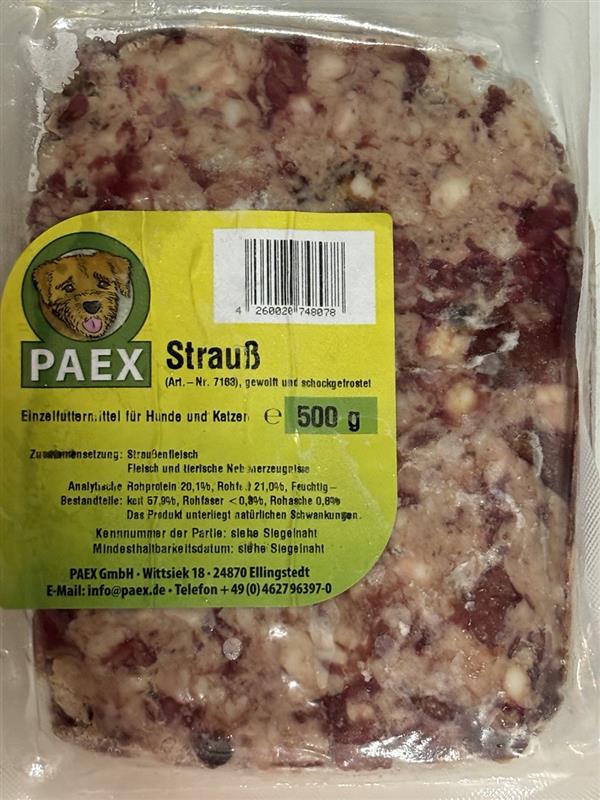 PAEX
4 260020 748078
Strauß
(Art.-Nr. 7163), gewolft und schockgefrostet
Einzelfuttermittel für Hunde und Katzen e 500 g
Zusammensetzung: Straußenfleisch
Fleisch und tierische Nebenerzeugnisse
Analytische Rohprotein 20,1%, Rohfett 21,0%, Feuchtig-
Bestandteile: keit 57,9%, Rohfaser <0,8%, Rohasche 0,8%
Das Produkt unterliegt natürlichen Schwankungen.
Kennnummer der Partie: siehe Siegelnaht
Mindesthaltbarkeitsdatum: siehe Siegelnaht
PAEX GmbH · Wittsiek 18 · 24870 Ellingstedt
E-Mail: info@paex.de · Telefon +49(0)462796397-0